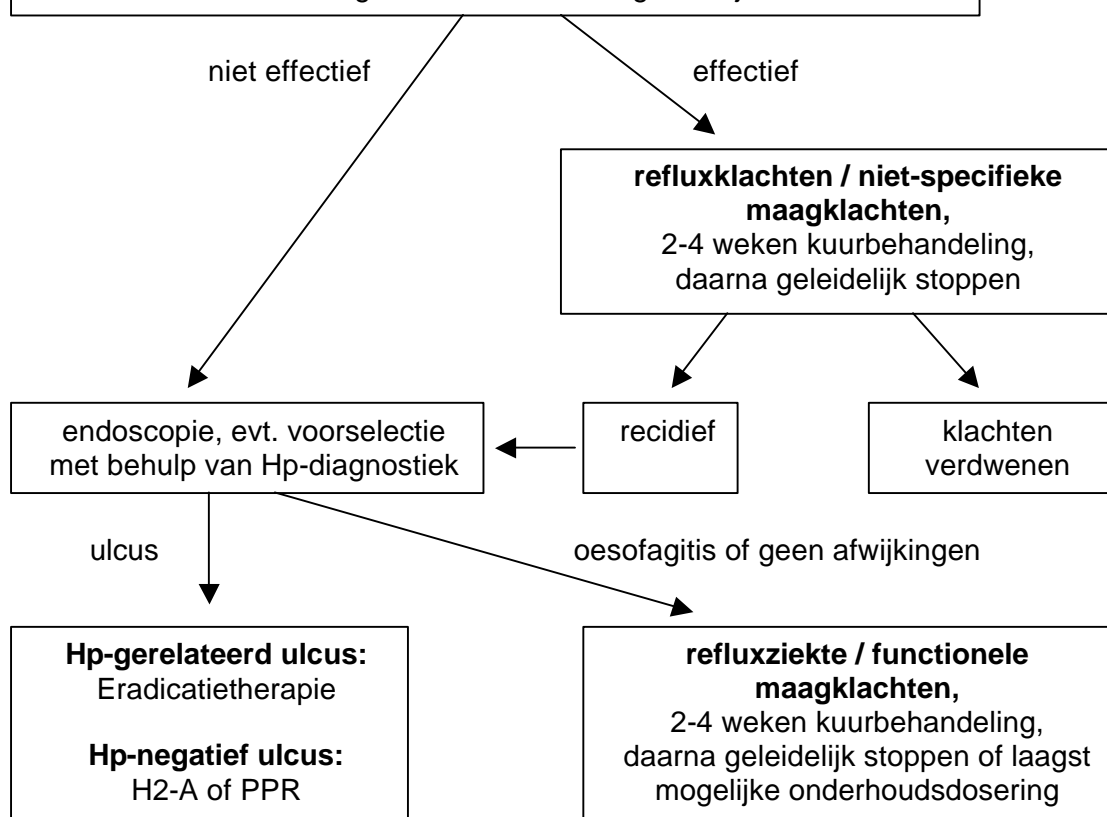 niet effectief
effectief
refluxklachten / niet-specifieke
maagklachten,
2-4 weken kuurbehandeling,
daarna geleidelijk stoppen
endoscopie, evt. voorselectie
met behulp van Hp-diagnostiek
recidief
klachten
verdwenen
ulcus
oesofagitis of geen afwijkingen
Hp-gerelateerd ulcus:
Eradicatietherapie
Hp-negatief ulcus:
H2-A of PPR
refluxziekte / functionele
maagklachten,
2-4 weken kuurbehandeling,
daarna geleidelijk stoppen of laagst
mogelijke onderhoudsdosering